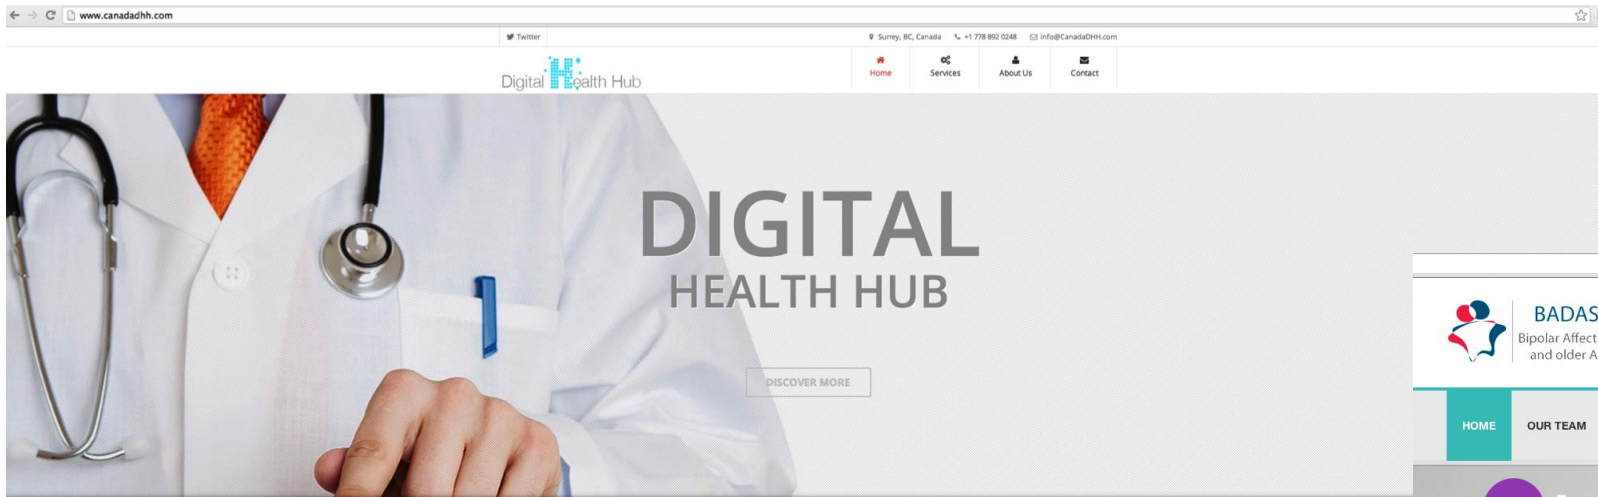 www.canadadhh.com
Twitter
Surrey, BC, Canada +1 778 892 0248 info@CanadaDHH.com
Digital Health Hub
Home Services About Us Contact
DIGITAL
HEALTH HUB
DISCOVER MORE
BADAS
Bipolar Affect
and older A
HOME OUR TEAM